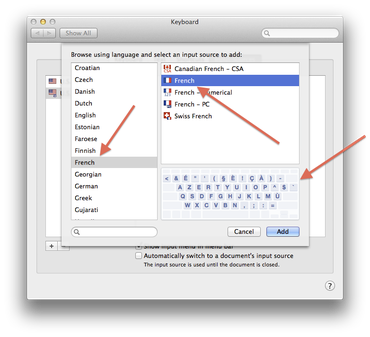 Keyboard
Show All
Browse using language and select an input source to add:
Croatian
Czech
Danish
Dutch
English
Estonian
Faroese
Finnish
French
Georgian
German
Greek
Gujarati
Canadian French – CSA
French
French –
French – PC
Swiss French
< & É " ' ( § È ! Ç À ) -
A Z E R T Y U I O P ^ $ `
Q S D F G H J K L M Ù
W X C V B N , ; : =
Cancel
Add
+
Show input menu in menu bar
Automatically switch to a document's input source
The input source is used until the document is closed.
?